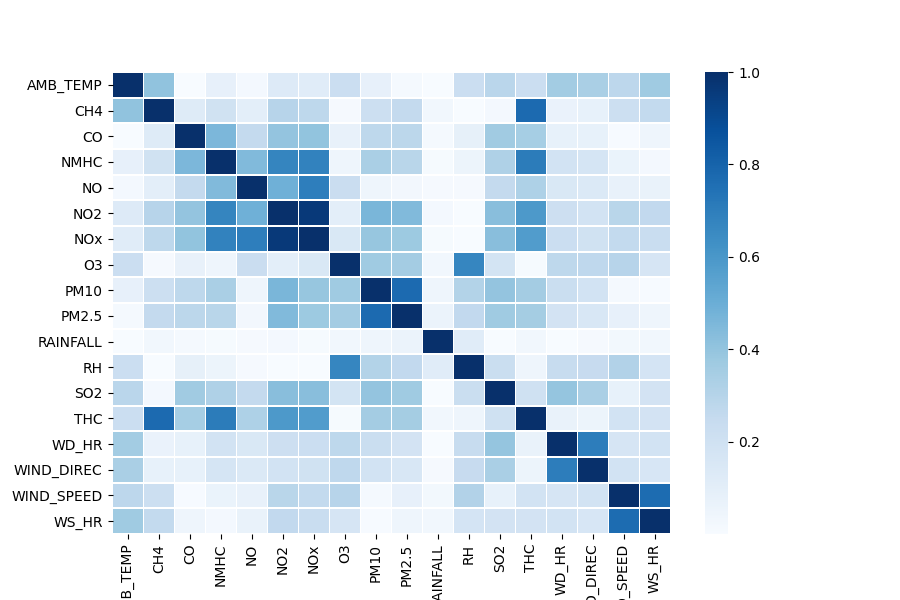 AMB_TEMP
CH4
CO
NMHC
NO
NO2
NOx
O3
PM10
PM2.5
RAINFALL
RH
SO2
THC
WD_HR
WIND_DIREC
WIND_SPEED
WS_HR
B_TEMP
CH4
CO
NMHC
NO
NO2
NOx
O3
PM10
PM2.5
AINFALL
RH
SO2
THC
WD_HR
D_DIREC
_SPEED
WS_HR
1.0
0.8
0.6
0.4
0.2